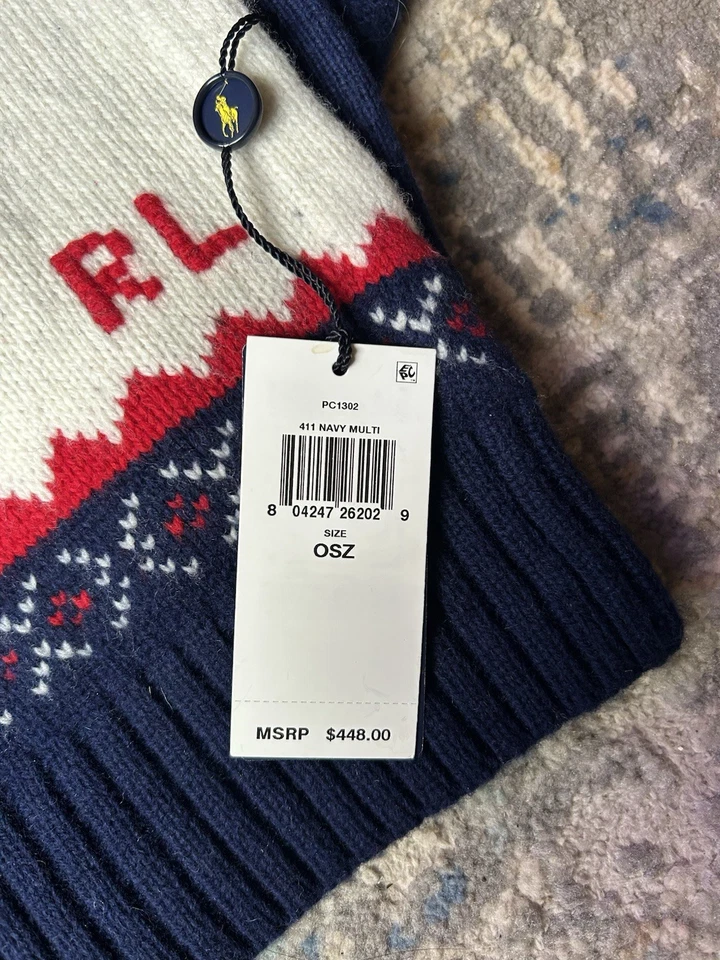 RL
PC1302
411 NAVY MULTI
8 04247 26202 9
SIZE
OSZ
MSRP $448.00